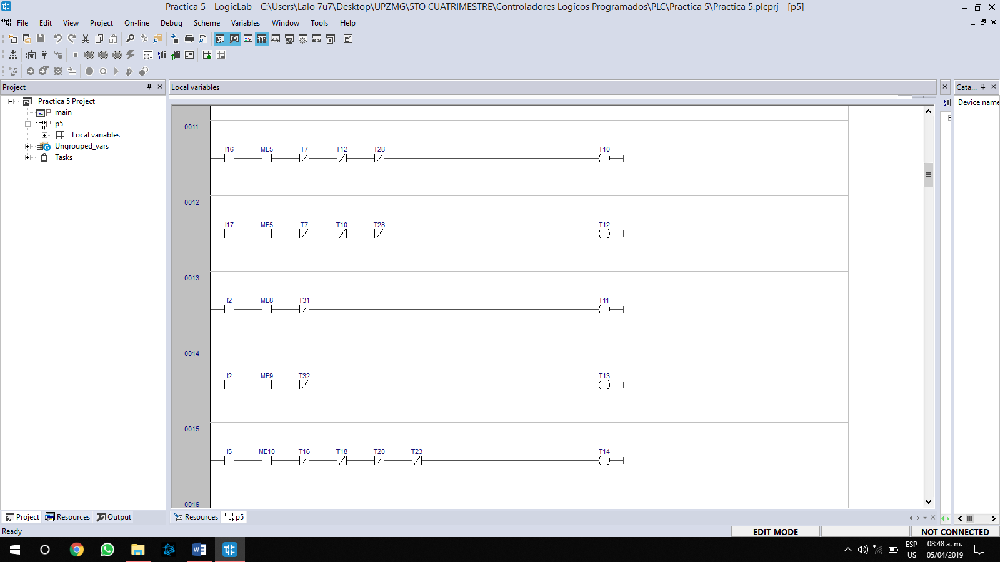 Practica 5 - LogicLab - C:\Users\Lalo 7u7\Desktop\UPZMG\5TO CUATRIMESTRE\Controladores Logicos Programados\PLC\Practica 5\Practica 5.plcprj - [p5]
File Edit View Project On-line Debug Scheme Variables Window Tools Help
Project
Local variables
Cata...
Practica 5 Project
Device name
main
p5
Local variables
Ungrouped_vars
Tasks
0011
I16 ME5 T7 T12 T28 T10
0012
I17 ME5 T7 T10 T28 T12
0013
I2 ME8 T31 T11
0014
I2 ME9 T32 T13
0015
I5 ME10 T16 T18 T20 T23 T14
0016
Project Resources Output
Resources p5
Ready
EDIT MODE
----
NOT CONNECTED
ESP
US
08:48 a. m.
05/04/2019